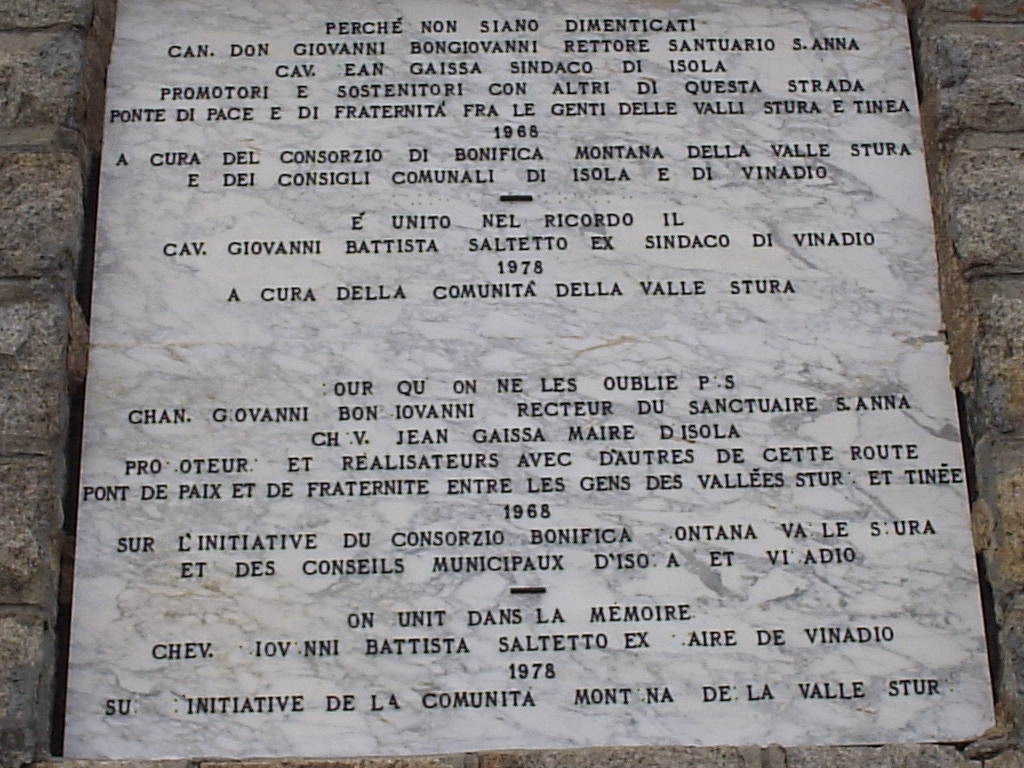 PERCHÉ NON SIANO DIMENTICATI
CAN. DON GIOVANNI BONGIOVANNI RETTORE SANTUARIO S.ANNA
CAV. EAN GAISSA SINDACO DI ISOLA
PROMOTORI E SOSTENITORI CON ALTRI DI QUESTA STRADA
PONTE DI PACE E DI FRATERNITÁ FRA LE GENTI DELLE VALLI STURA E TINEA
1968
A CURA DEL CONSORZIO DI BONIFICA MONTANA DELLA VALLE STURA
E DEI CONSIGLI COMUNALI DI ISOLA E DI VINADIO
É UNITO NEL RICORDO IL
CAV. GIOVANNI BATTISTA SALTETTO EX SINDACO DI VINADIO
1978
A CURA DELLA COMUNITÁ DELLA VALLE STURA
OUR QU ON NE LES OUBLIE P S
CHAN. G OVANNI BON IOVANNI RECTEUR DU SANCTUAIRE S.ANNA
CH V. JEAN GAISSA MAIRE D'ISOLA
PRO OTEUR ET RÉALISATEURS AVEC D'AUTRES DE CETTE ROUTE
PONT DE PAIX ET DE FRATERNITE ENTRE LES GENS DES VALLÉES STUR ET TINÉE
1968
SUR L'INITIATIVE DU CONSORZIO BONIFICA ONTANA VA LE S URA
ET DES CONSEILS MUNICIPAUX D'ISO A ET VI ADIO
ON UNIT DANS LA MÉMOIRE
CHEV. IOV NNI BATTISTA SALTETTO EX AIRE DE VINADIO
1978
SU INITIATIVE DE LA COMUNITÁ MONT NA DE LA VALLE STUR